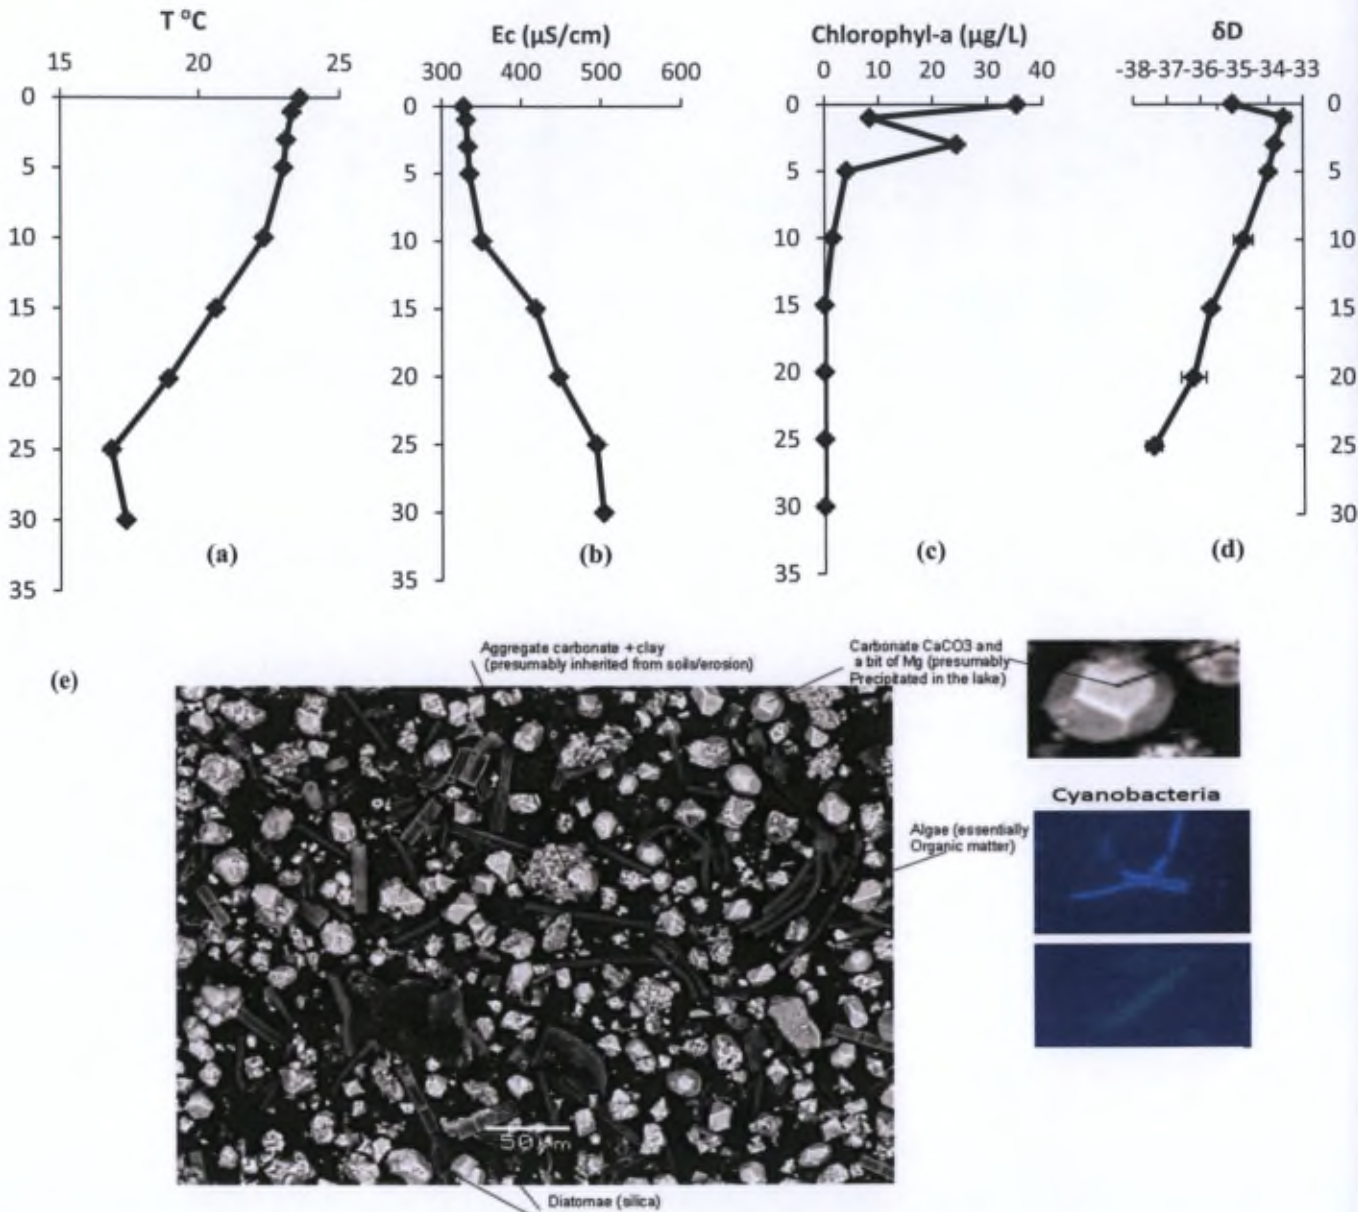 T °C
15 20 25
0
5
10
15
20
25
30
35
(a)
Ec (µS/cm)
300 400 500 600
0
5
10
15
20
25
30
35
(b)
Chlorophyl-a (µg/L)
0 10 20 30 40
0
5
10
15
20
25
30
35
(c)
δD
-38-37-36-35-34-33
0
5
10
15
20
25
30
(d)
(e)
Aggregate carbonate + clay
(presumably inherited from soils/erosion)
Carbonate CaCO3 and
a bit of Mg (presumably
Precipitated in the lake)
Cyanobacteria
Algae (essentially
Organic matter)
50 µm
Diatomae (silica)